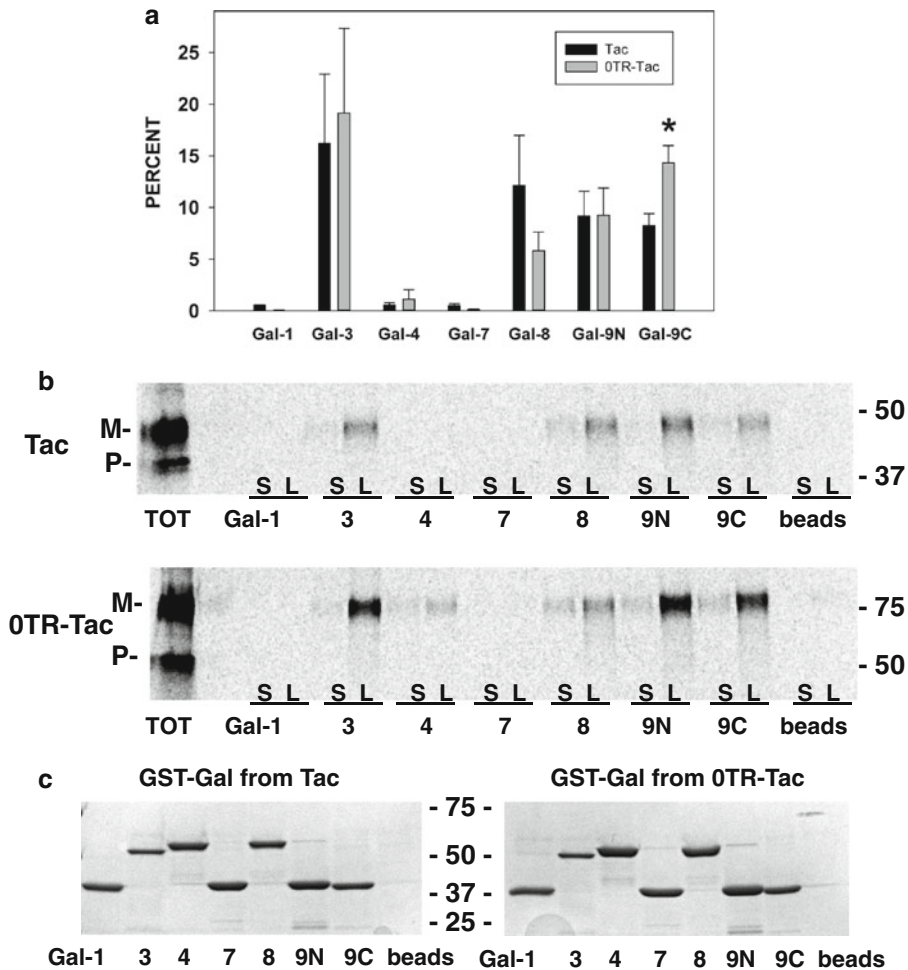 a
25
20
15
10
5
0
PERCENT
Tac
0TR-Tac
*
Gal-1 Gal-3 Gal-4 Gal-7 Gal-8 Gal-9N Gal-9C
b
Tac
M-
P-
- 50
- 37
S L S L S L S L S L S L S L S L
TOT Gal-1 3 4 7 8 9N 9C beads
0TR-Tac
M-
P-
- 75
- 50
S L S L S L S L S L S L S L S L
TOT Gal-1 3 4 7 8 9N 9C beads
c
GST-Gal from Tac
GST-Gal from 0TR-Tac
- 75 -
- 50 -
- 37 -
- 25 -
Gal-1 3 4 7 8 9N 9C beads
Gal-1 3 4 7 8 9N 9C beads